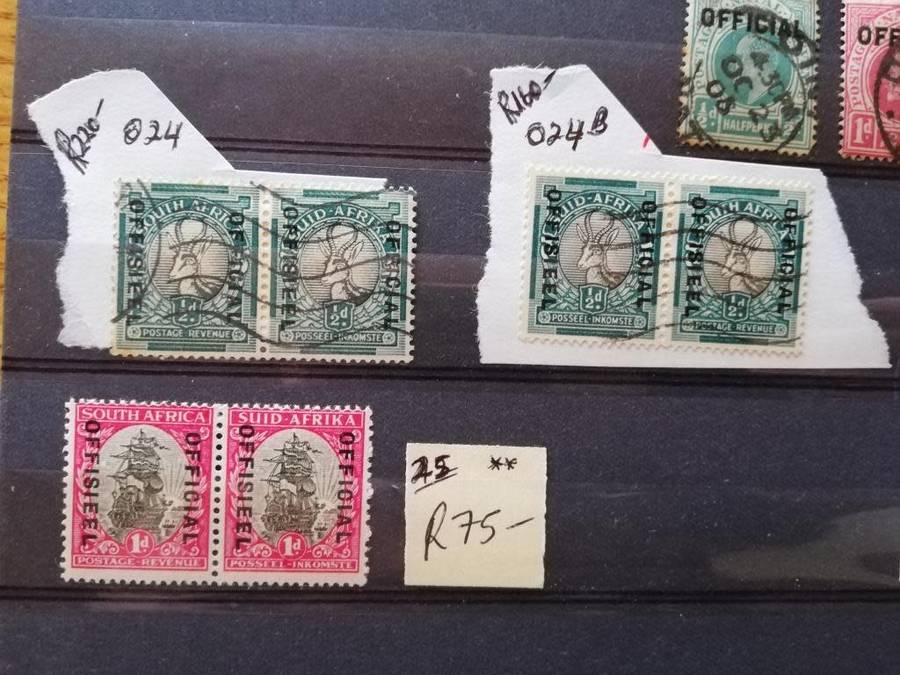 OFFICIAL
HALFPENNY
OFF
1d
R220-
O24
R160-
O24B
SOUTH AFRICA
SUID-AFRIKA
OFFISIEEL
OFFICIAL
OFFISIEEL
OFFICIAL
½d
½d
POSTAGE-REVENUE
POSSEEL-INKOMSTE
SUID-AFRIKA
SOUTH AFRICA
OFFISIEEL
OFFICIAL
OFFISIEEL
OFFICIAL
½d
½d
POSSEEL-INKOMSTE
POSTAGE-REVENUE
SOUTH AFRICA
SUID-AFRIKA
OFFISIEEL
OFFICIAL
OFFISIEEL
OFFICIAL
1d
1d
POSTAGE-REVENUE
POSSEEL-INKOMSTE
**
R75-